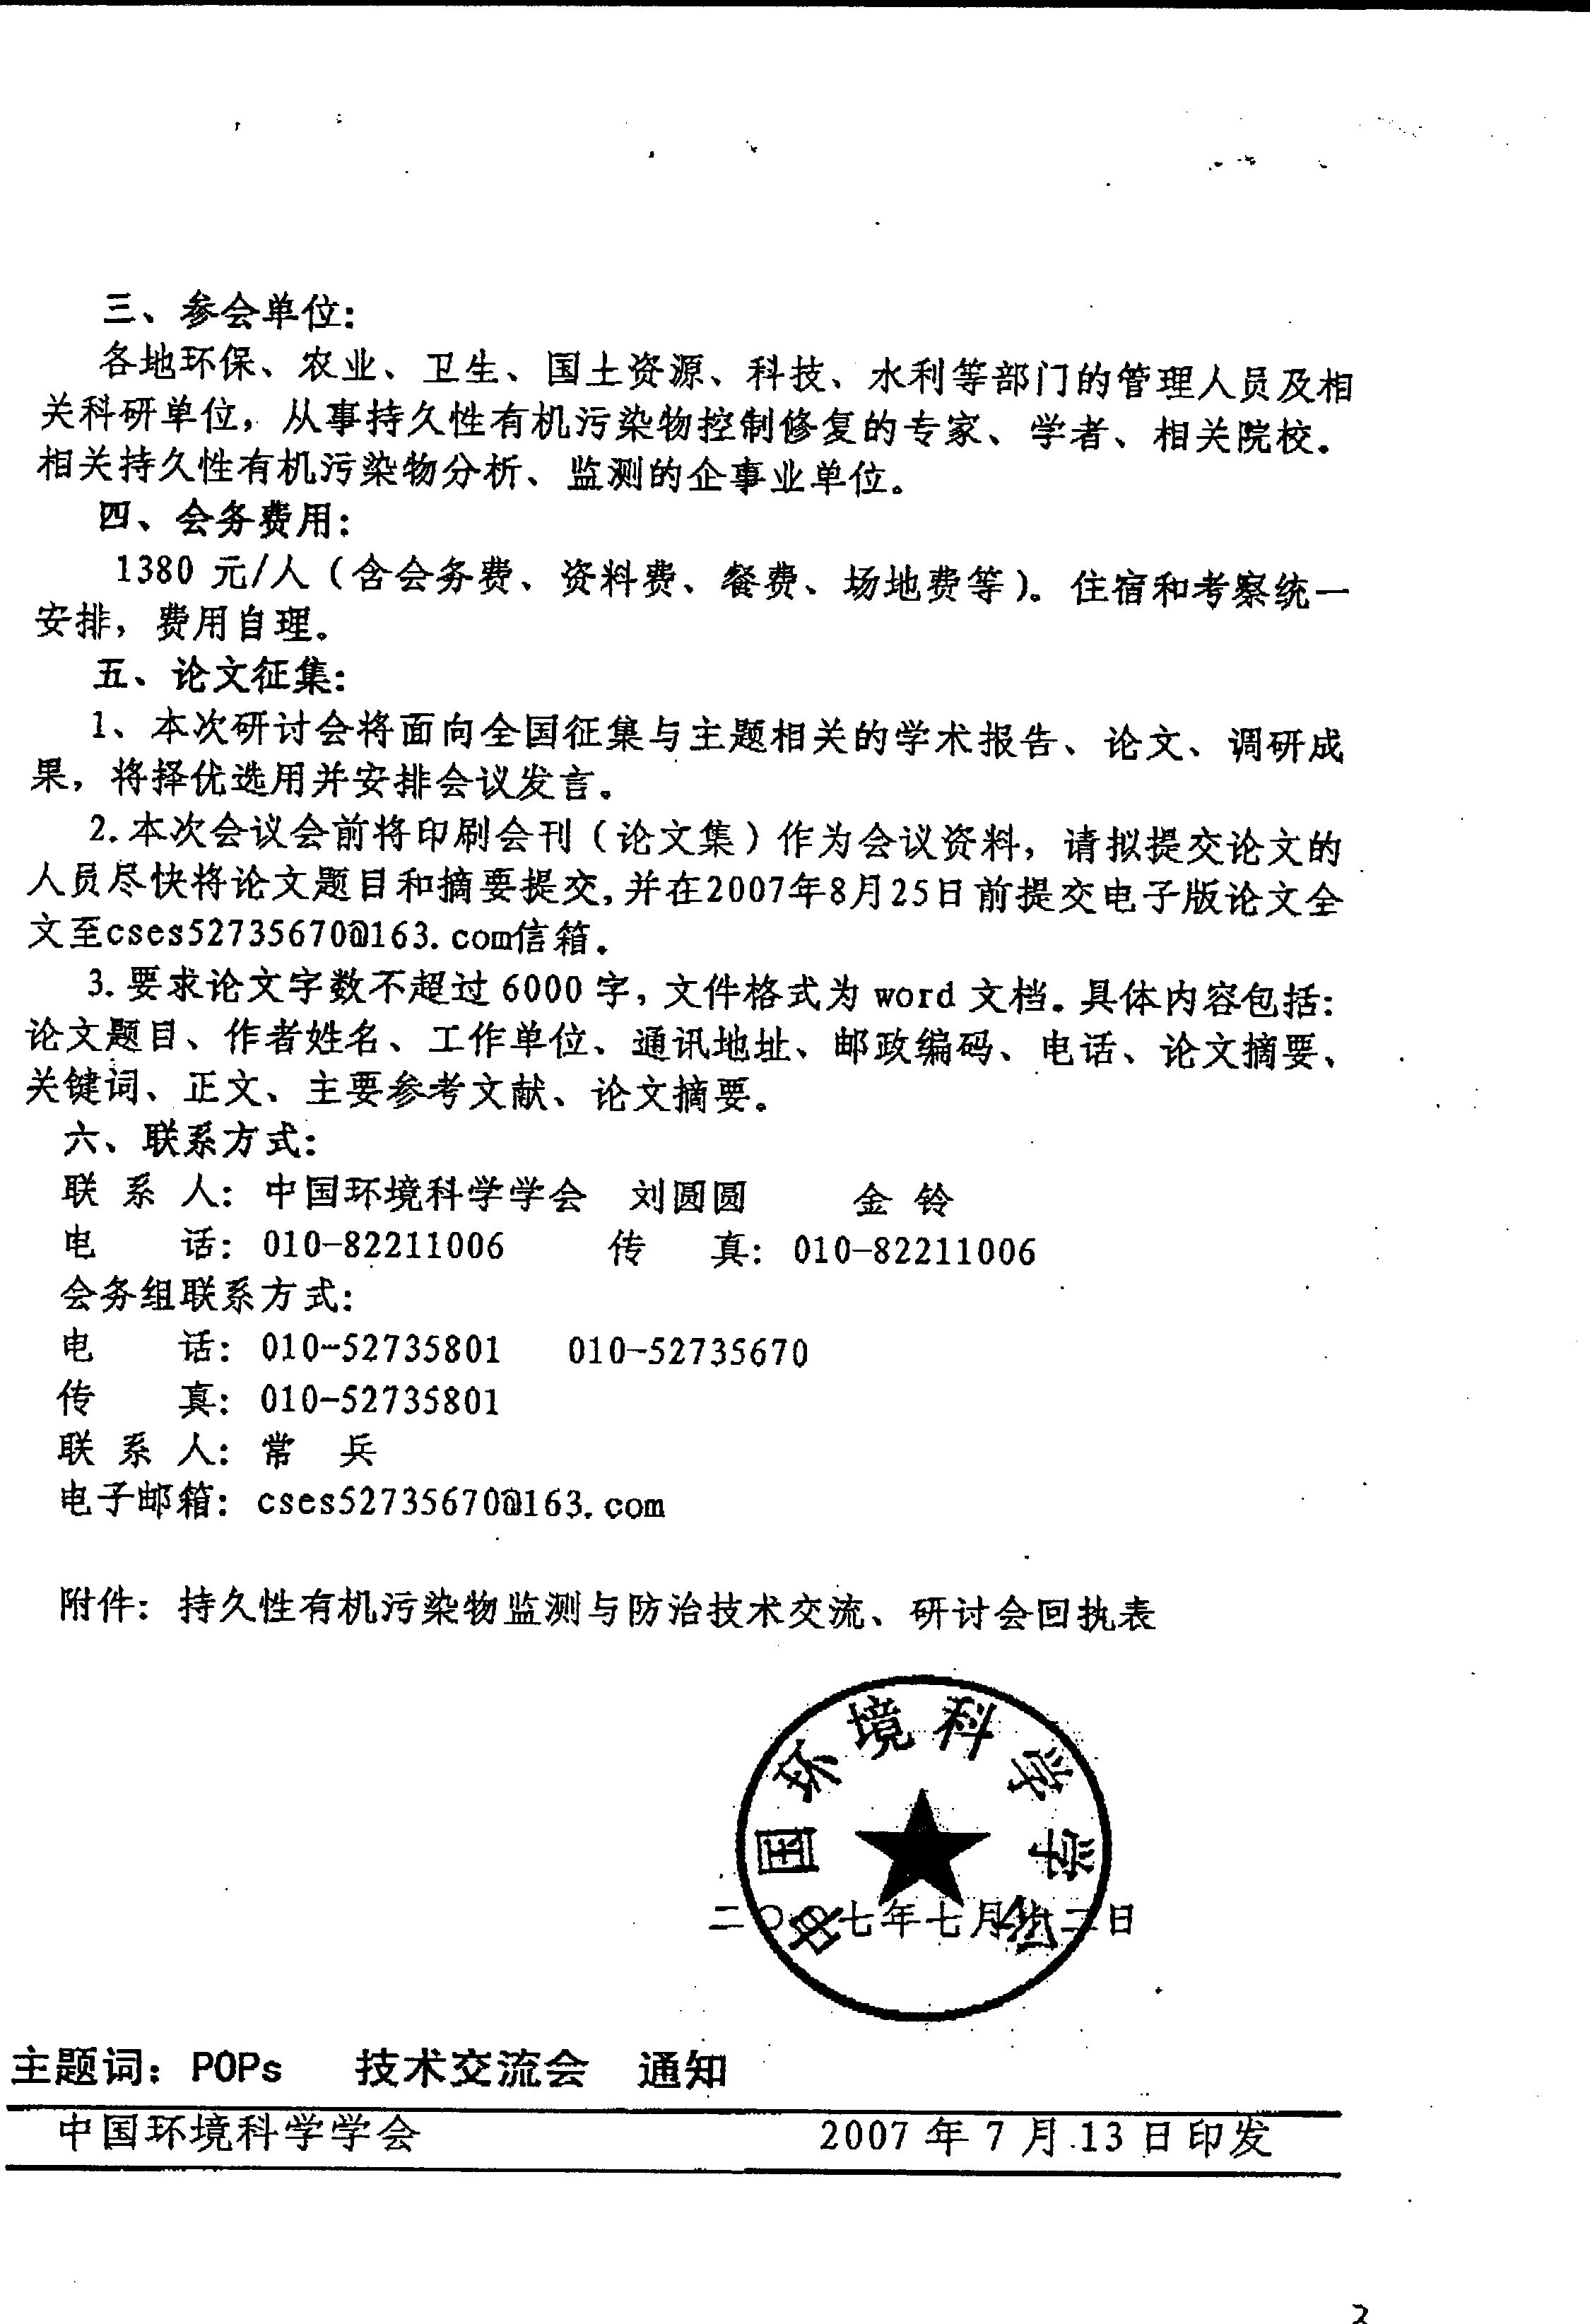 三、参会单位：
各地环保、农业、卫生、国土资源、科技、水利等部门的管理人员及相
关科研单位，从事持久性有机污染物控制修复的专家、学者、相关院校。
相关持久性有机污染物分析、监测的企事业单位。
四、会务费用：
1380 元/人（含会务费、资料费、餐费、场地费等）。住宿和考察统一
安排，费用自理。
五、论文征集：
1、本次研讨会将面向全国征集与主题相关的学术报告、论文、调研成
果，将择优选用并安排会议发言。
2.本次会议会前将印刷会刊（论文集）作为会议资料，请拟提交论文的
人员尽快将论文题目和摘要提交,并在2007年8月25日前提交电子版论文全
文至cses52735670@163.com信箱。
3.要求论文字数不超过 6000 字，文件格式为 word 文档。具体内容包括：
论文题目、作者姓名、工作单位、通讯地址、邮政编码、电话、论文摘要、
关键词、正文、主要参考文献、论文摘要。
六、联系方式：
联 系 人：中国环境科学学会 刘圆圆 金 铃
电 话：010-82211006 传 真：010-82211006
会务组联系方式：
电 话：010-52735801 010-52735670
传 真：010-52735801
联 系 人：常 兵
电子邮箱：cses52735670@163.com
附件：持久性有机污染物监测与防治技术交流、研讨会回执表
中国环境科学学会
二〇〇七年七月 日
主题词：POPs 技术交流会 通知
中国环境科学学会 2007 年 7 月 13 日印发
2